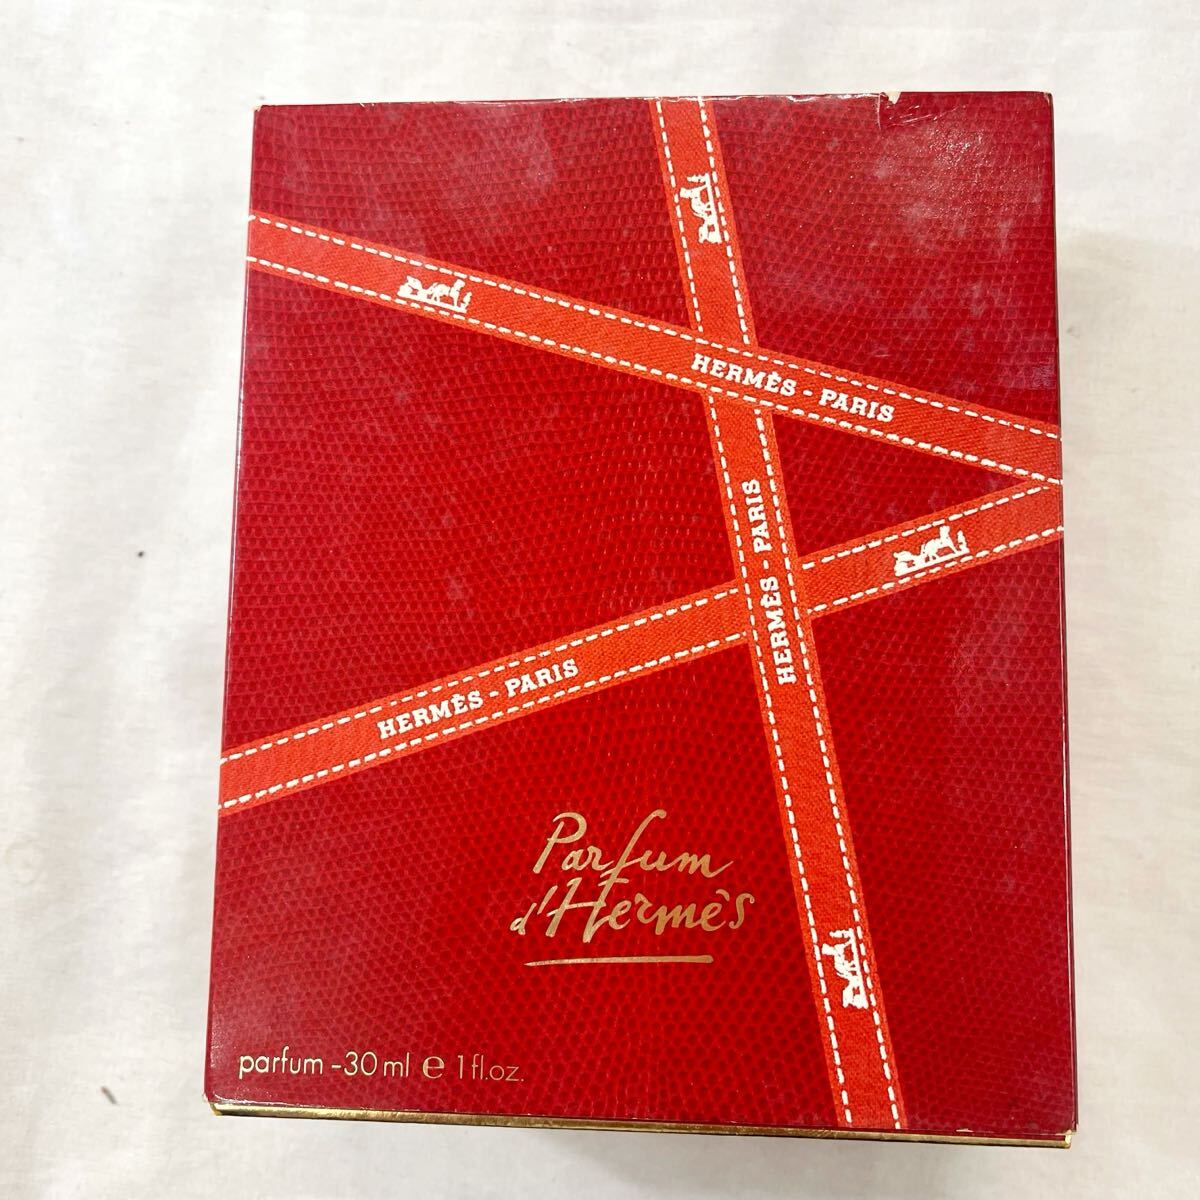 HERMÈS - PARIS
HERMÈS - PARIS
HERMÈS - PARIS
Parfum
d'Hermès
parfum - 30 ml e 1 fl.oz.